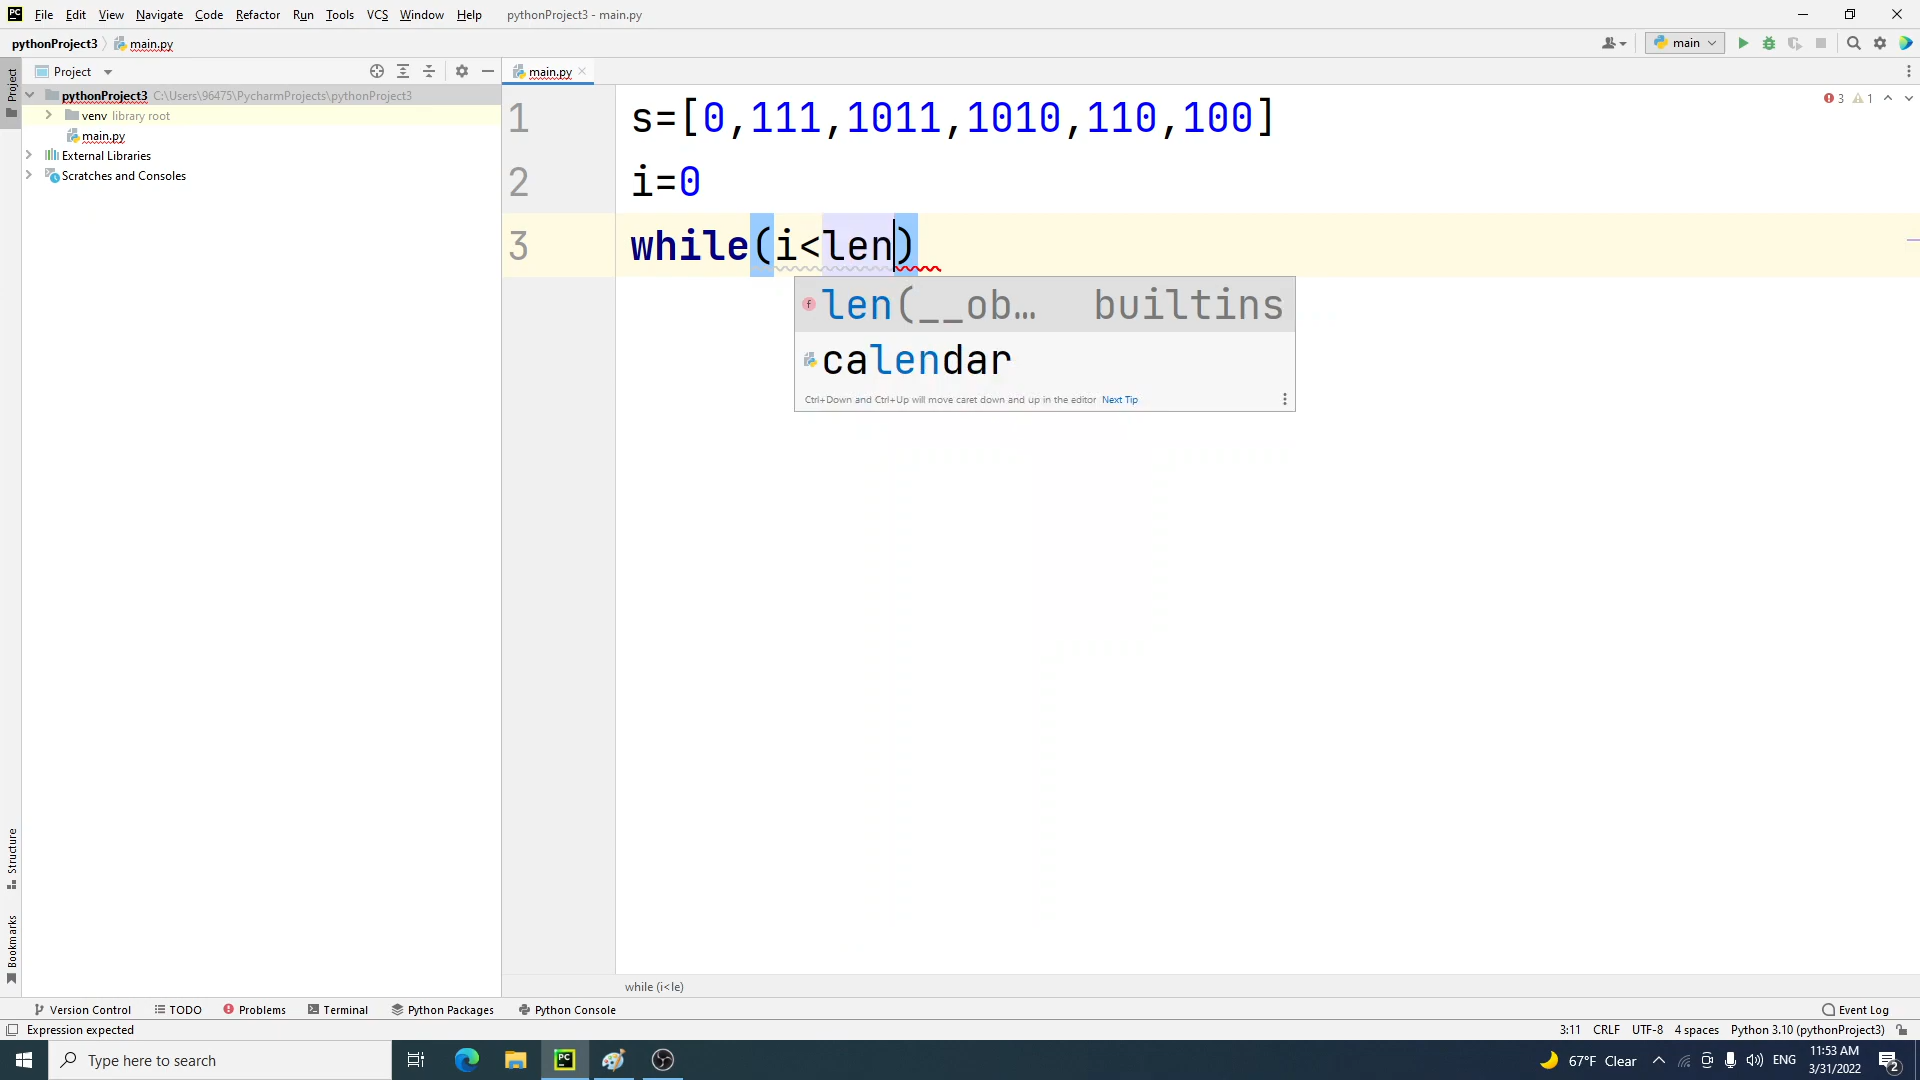 PC File Edit View Navigate Code Refactor Run Tools VCS Window Help pythonProject3 - main.py
pythonProject3 main.py main
Project main.py
pythonProject3 C:\Users\96475\PycharmProjects\pythonProject3
venv library root
main.py
External Libraries
Scratches and Consoles
Project
Structure
Bookmarks
3 1
1 s=[0,111,1011,1010,110,100]
2 i=0
3 while(i<len)
f len(__ob... builtins
calendar
Ctrl+Down and Ctrl+Up will move caret down and up in the editor Next Tip
while (i<le)
Version Control TODO Problems Terminal Python Packages Python Console Event Log
Expression expected 3:11 CRLF UTF-8 4 spaces Python 3.10 (pythonProject3)
Type here to search PC 67°F Clear ENG 11:53 AM
3/31/2022 2